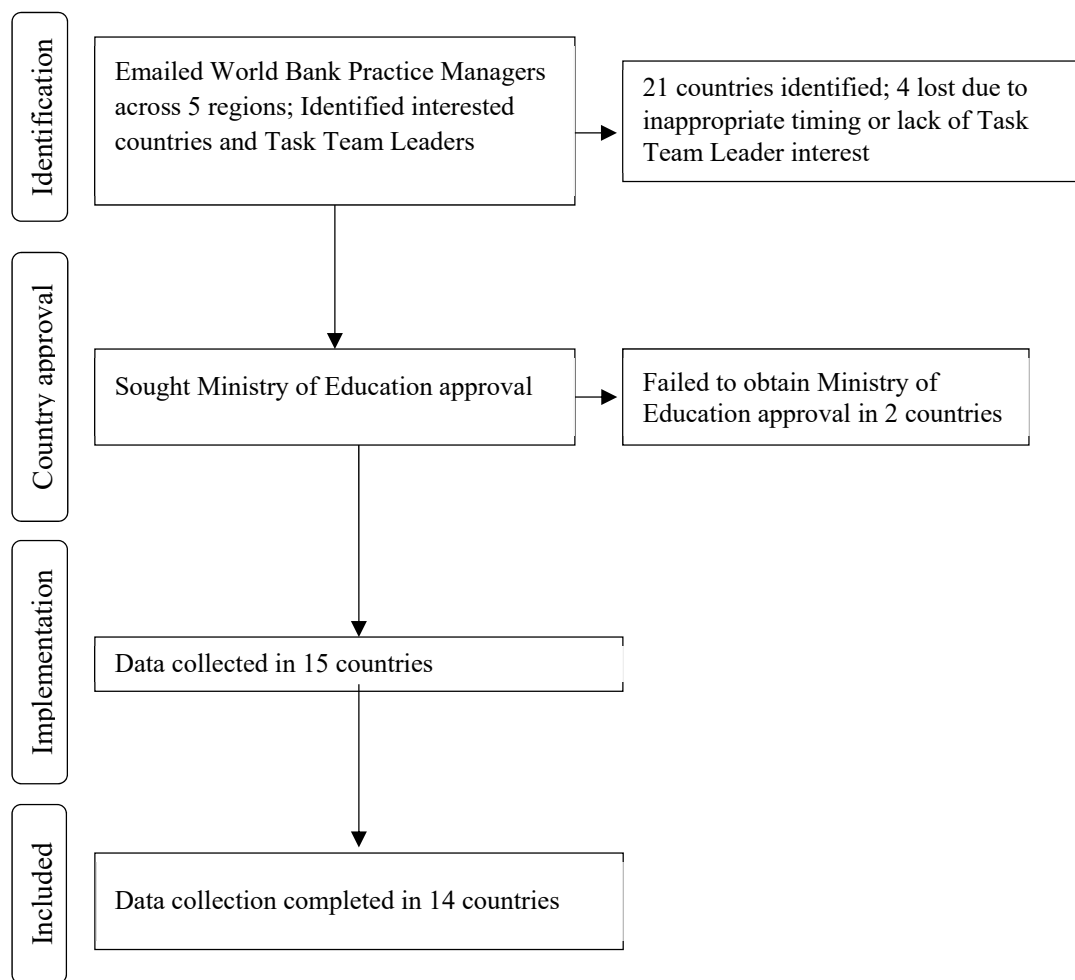 Identification
Emailed World Bank Practice Managers
across 5 regions; Identified interested
countries and Task Team Leaders
21 countries identified; 4 lost due to
inappropriate timing or lack of Task
Team Leader interest
Country approval
Sought Ministry of Education approval
Failed to obtain Ministry of
Education approval in 2 countries
Implementation
Data collected in 15 countries
Included
Data collection completed in 14 countries